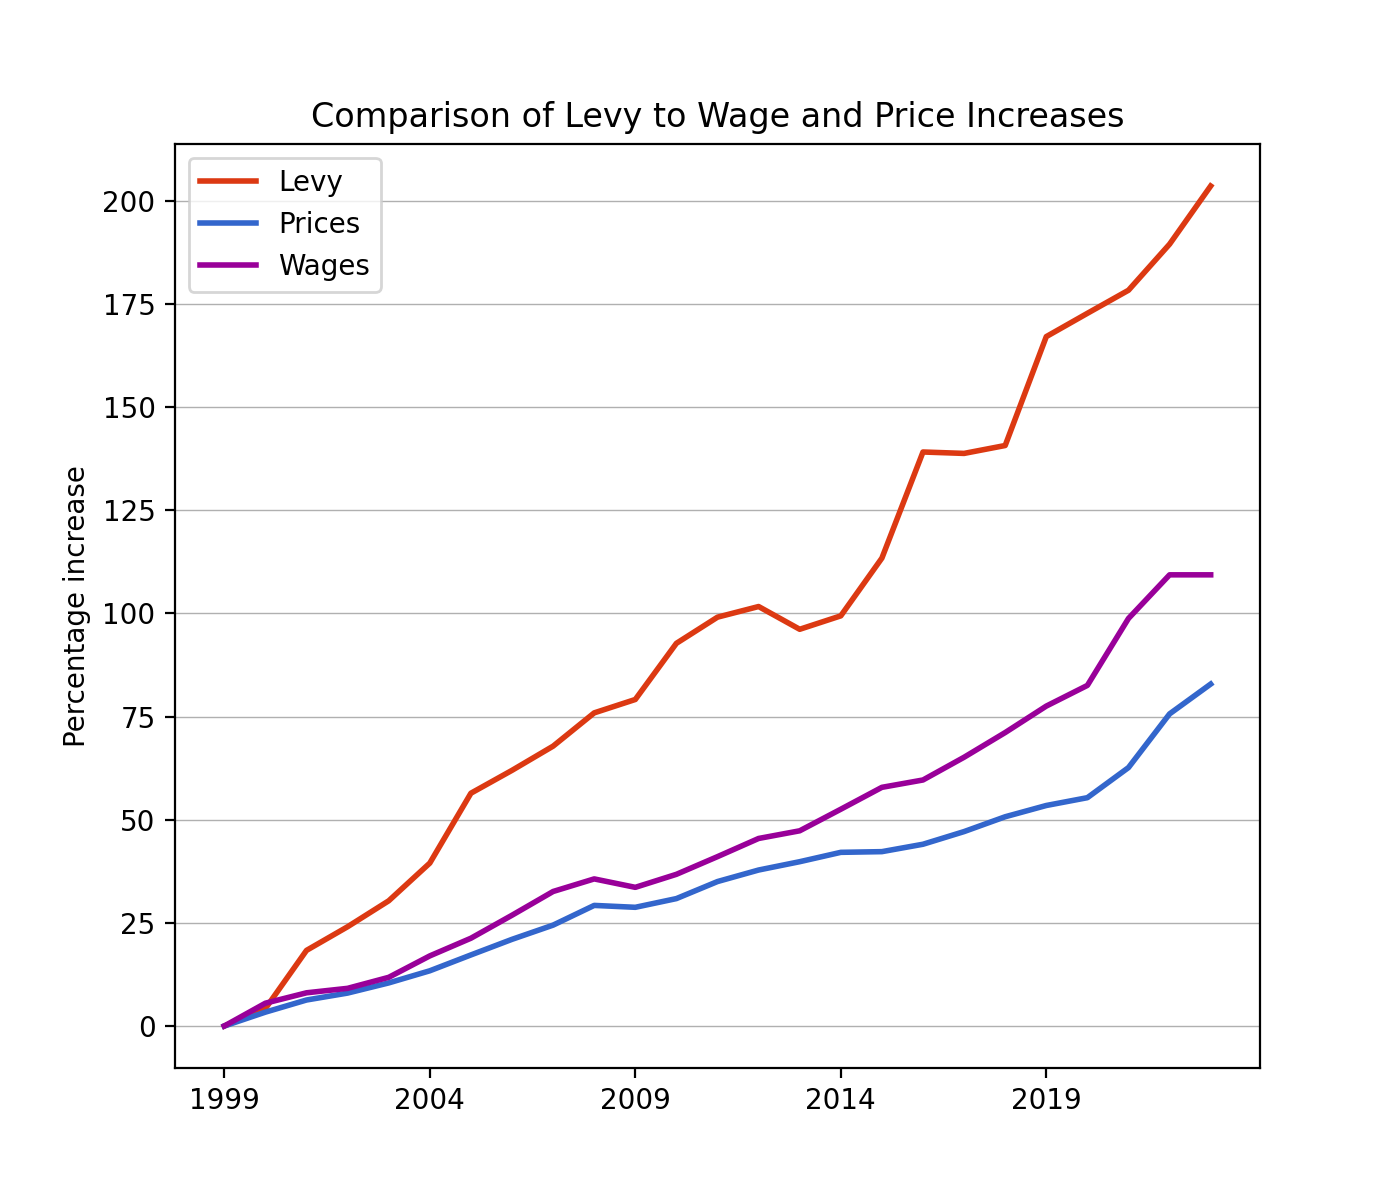 Comparison of Levy to Wage and Price Increases
Levy
Prices
Wages
Percentage increase
200
175
150
125
100
75
50
25
0
1999 2004 2009 2014 2019